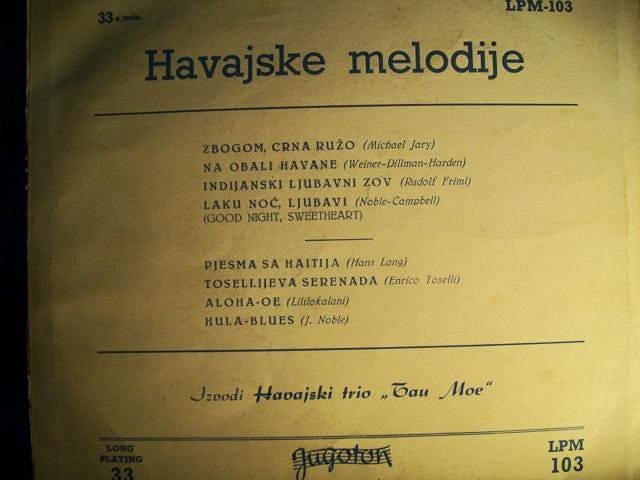 33 o. min.
LPM-103
Havajske melodije
ZBOGOM, CRNA RUŽO (Michael Jary)
NA OBALI HAVANE (Weiner-Dillman-Harden)
INDIJANSKI LJUBAVNI ZOV (Rudolf Friml)
LAKU NOĆ, LJUBAVI (Noble-Campbell)
(GOOD NIGHT, SWEETHEART)
PJESMA SA HAITIJA (Hans Lang)
TOSELLIJEVA SERENADA (Enrico Toselli)
ALOHA-OE (Lililokalani)
HULA-BLUES (J. Noble)
Izvodi Havajski trio „Tau Moe“
LONG
PLAYING
33
Jugoton
LPM
103